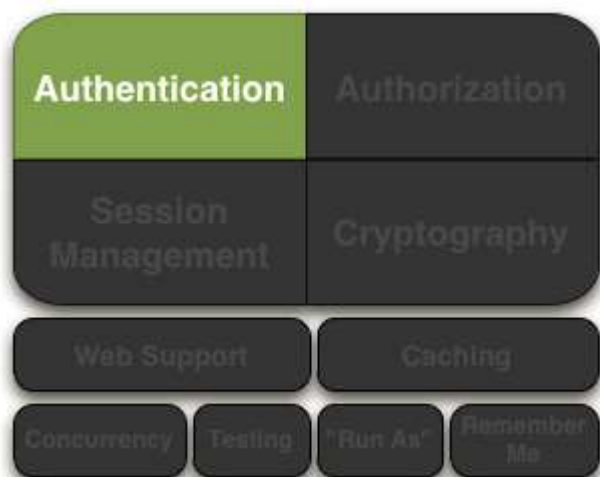 Authentication
Authorization
Session
Management
Cryptography
Web Support
Caching
Concurrency
Testing
"Run As"
Remember
Me